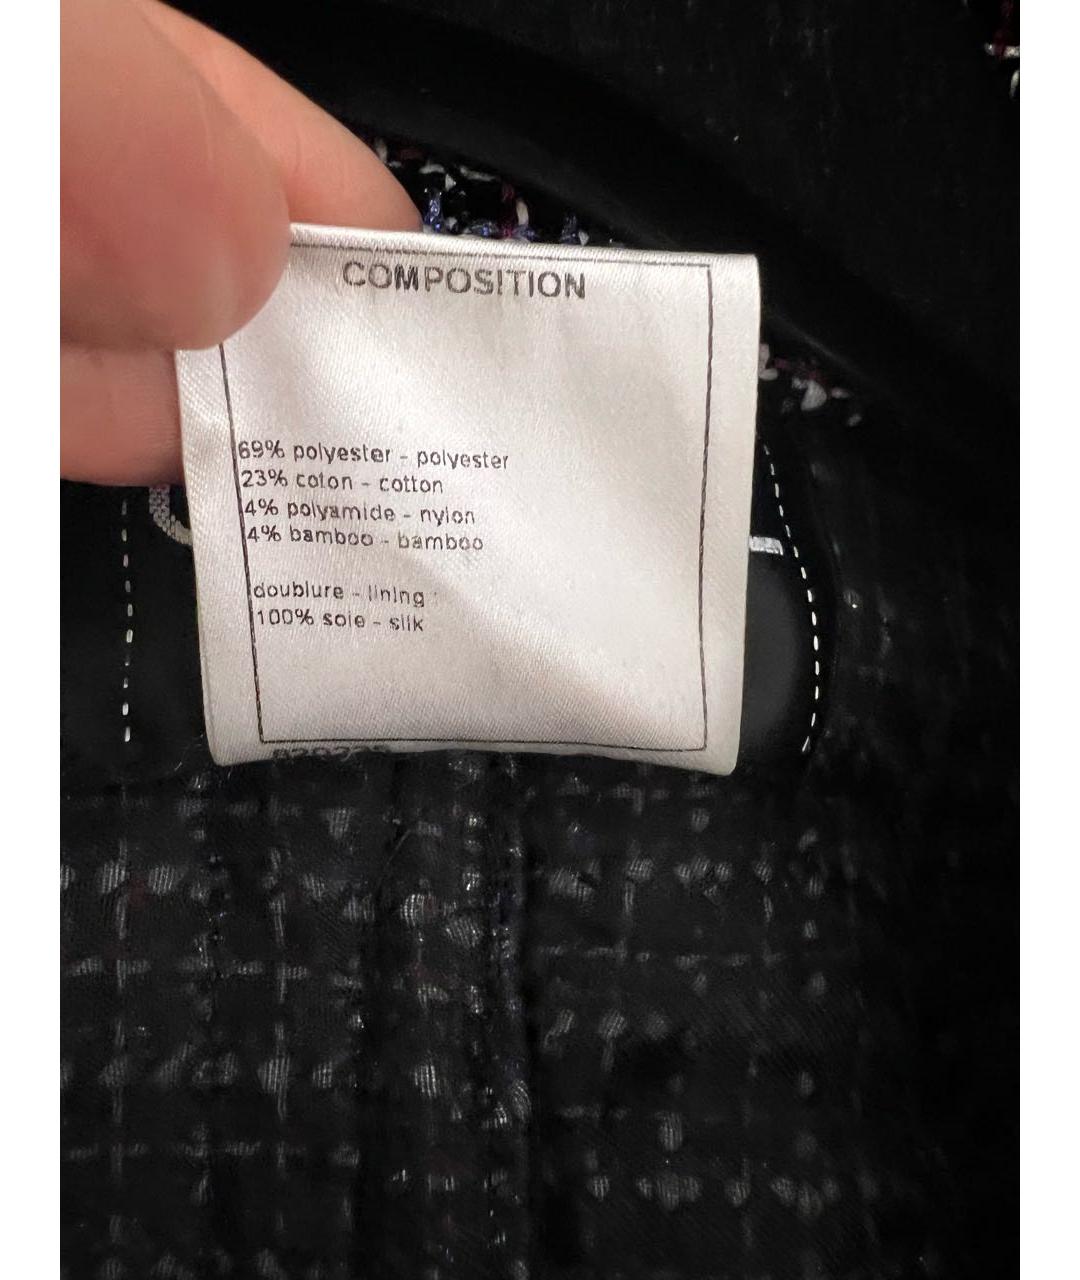 COMPOSITION
69% polyester - polyester
23% coton - cotton
4% polyamide - nylon
4% bamboo - bamboo
doublure - lining :
100% soie - silk